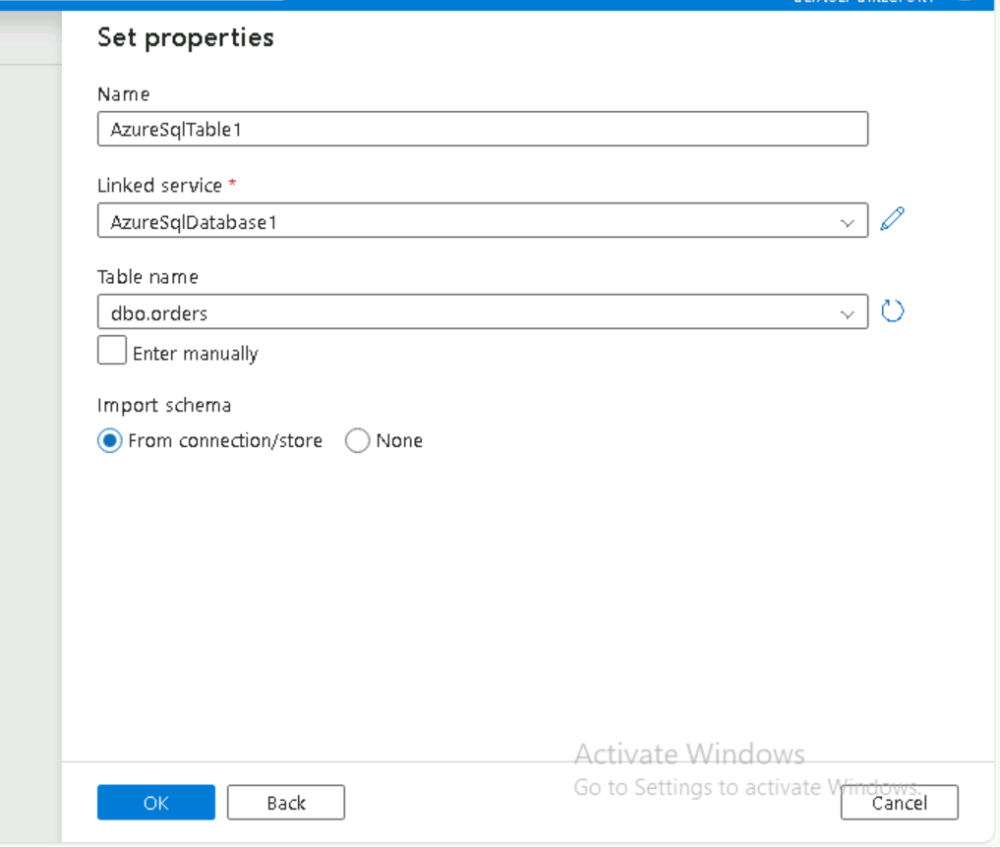 Set properties
Name
AzureSqlTable1
Linked service *
AzureSqlDatabase1
Table name
dbo.orders
Enter manually
Import schema
From connection/store None
Activate Windows
Go to Settings to activate Windows.
OK Back Cancel